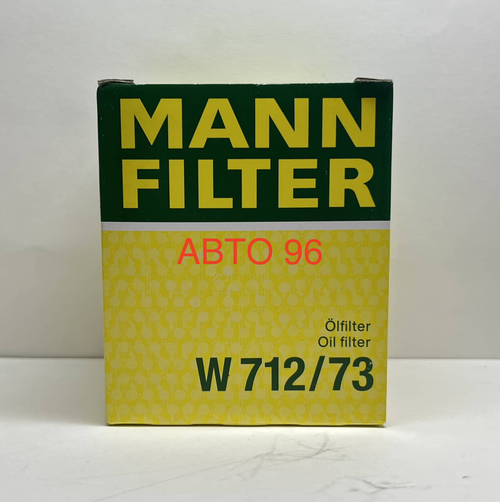 MANN
FILTER
АВТО 96
Ölfilter
Oil filter
W 712/73